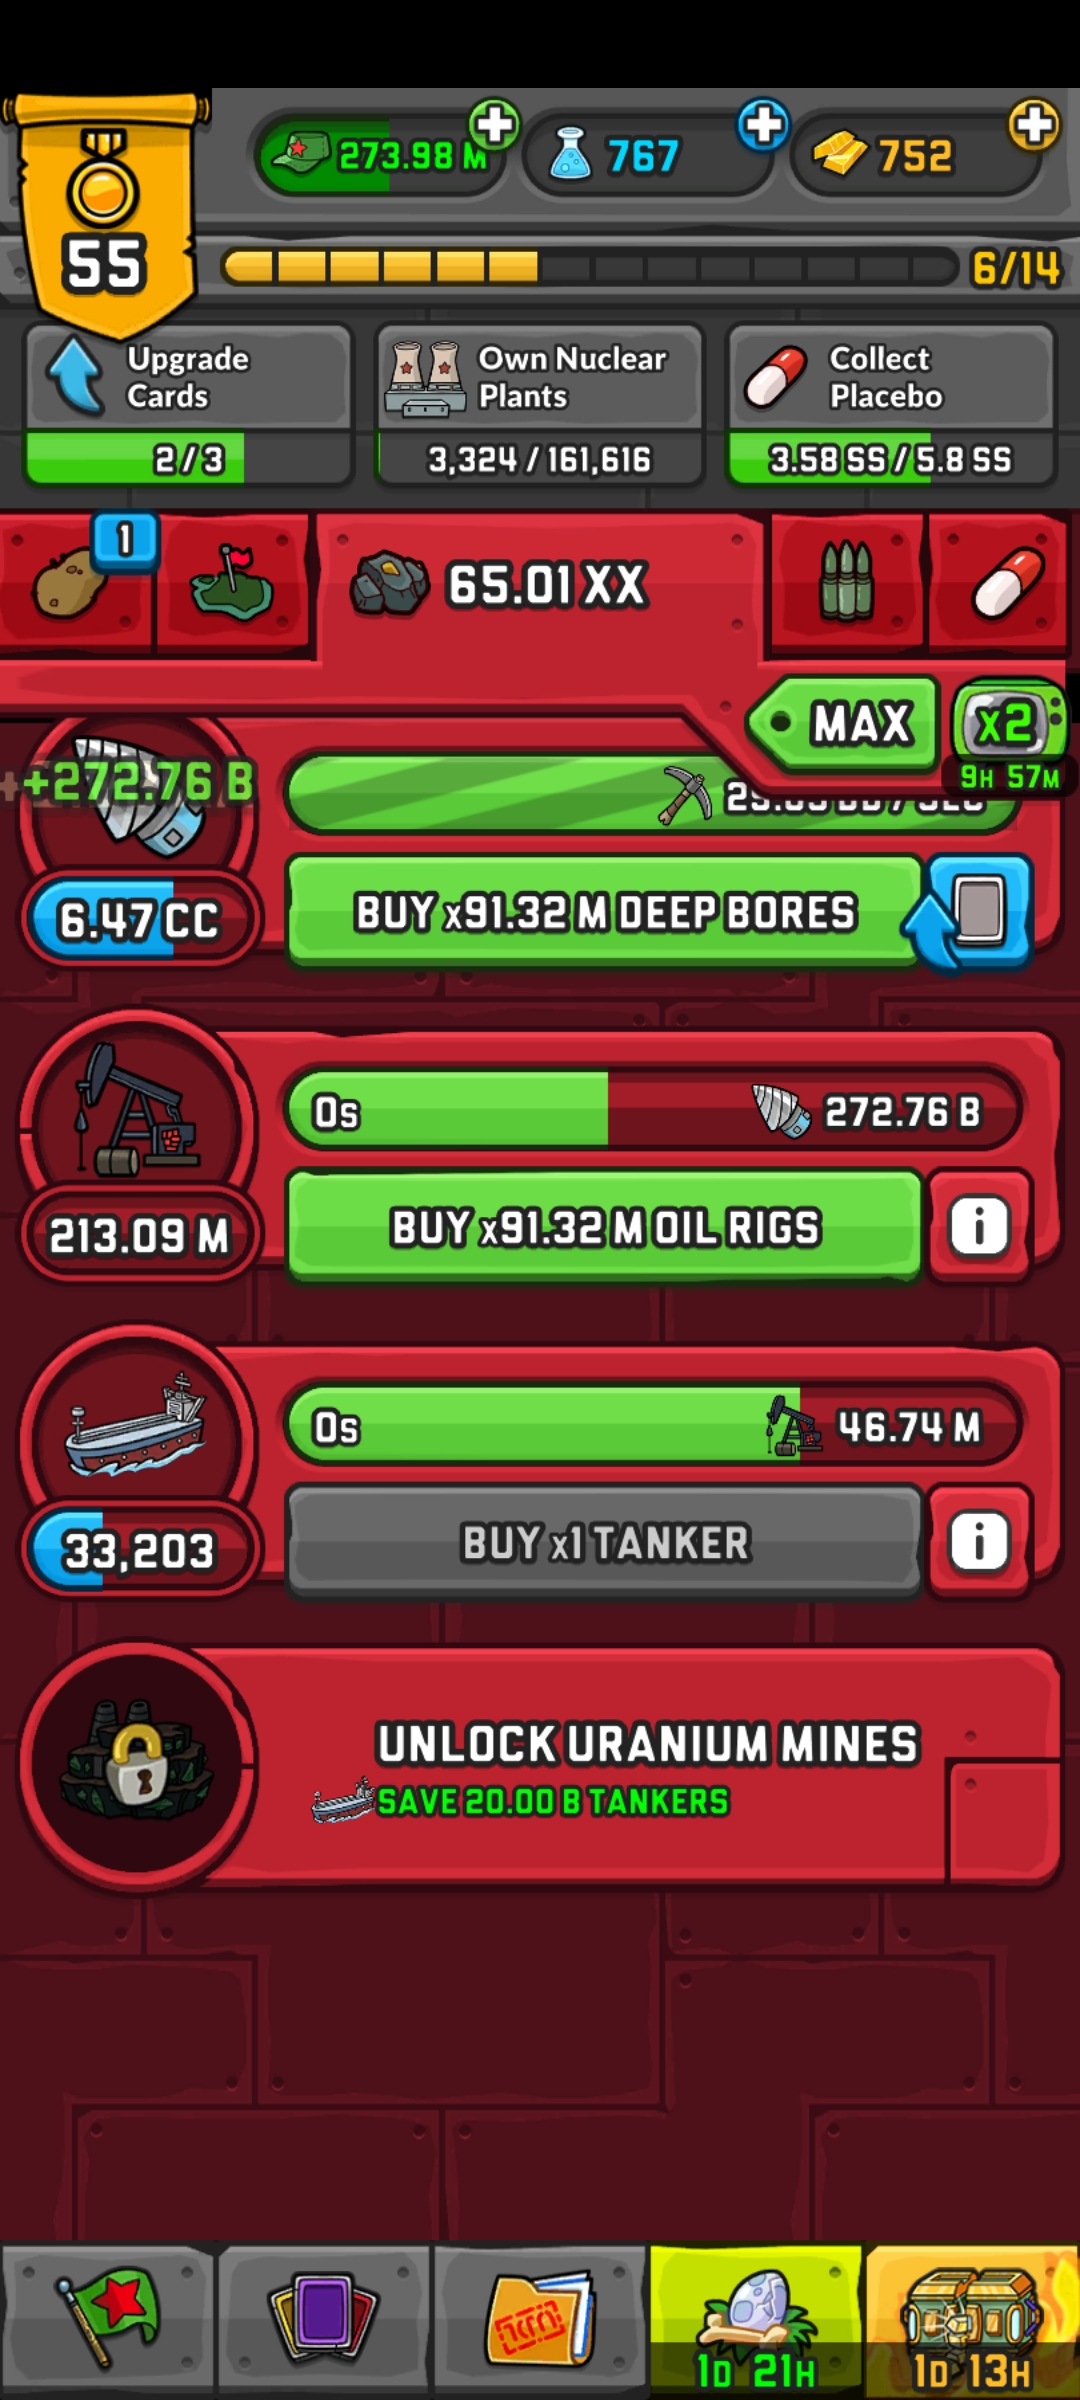 273.98 M
767
752
55
6/14
Upgrade
Cards
2/3
Own Nuclear
Plants
3,324 / 161,616
Collect
Placebo
3.58 SS / 5.8 SS
1
65.01 XX
MAX
x2
9H 57M
+272.76 B
6.47 CC
BUY x91.32 M DEEP BORES
0s
272.76 B
213.09 M
BUY x91.32 M OIL RIGS
i
0s
46.74 M
33,203
BUY x1 TANKER
i
UNLOCK URANIUM MINES
SAVE 20.00 B TANKERS
1D 21H
1D 13H